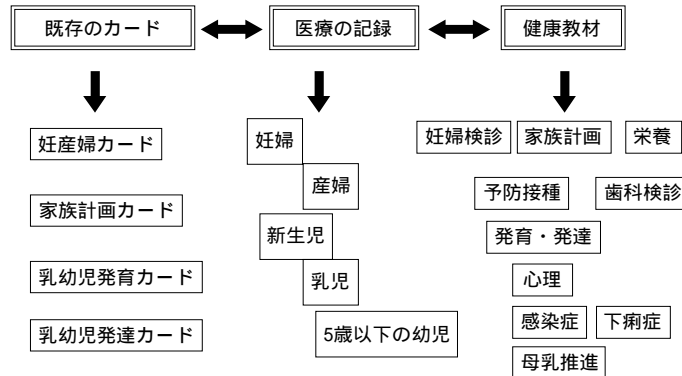 既存のカード
医療の記録
健康教材
妊産婦カード
家族計画カード
乳幼児発育カード
乳幼児発達カード
妊婦
産婦
新生児
乳児
5歳以下の幼児
妊婦検診
家族計画
栄養
予防接種
歯科検診
発育・発達
心理
感染症
下痢症
母乳推進